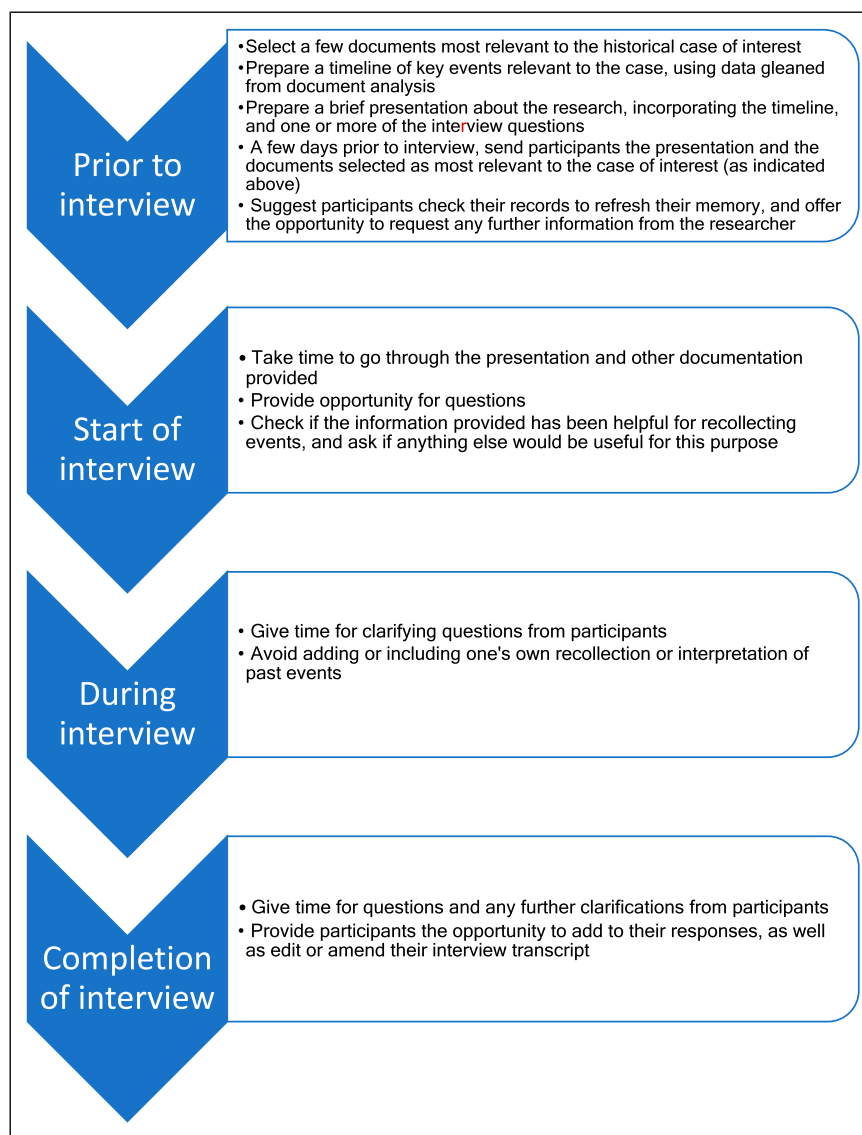 Prior to
interview
•Select a few documents most relevant to the historical case of interest
•Prepare a timeline of key events relevant to the case, using data gleaned
from document analysis
•Prepare a brief presentation about the research, incorporating the timeline,
and one or more of the interview questions
• A few days prior to interview, send participants the presentation and the
documents selected as most relevant to the case of interest (as indicated
above)
• Suggest participants check their records to refresh their memory, and offer
the opportunity to request any further information from the researcher
Start of
interview
• Take time to go through the presentation and other documentation
provided
• Provide opportunity for questions
• Check if the information provided has been helpful for recollecting
events, and ask if anything else would be useful for this purpose
During
interview
• Give time for clarifying questions from participants
• Avoid adding or including one's own recollection or interpretation of
past events
Completion
of interview
• Give time for questions and any further clarifications from participants
• Provide participants the opportunity to add to their responses, as well
as edit or amend their interview transcript